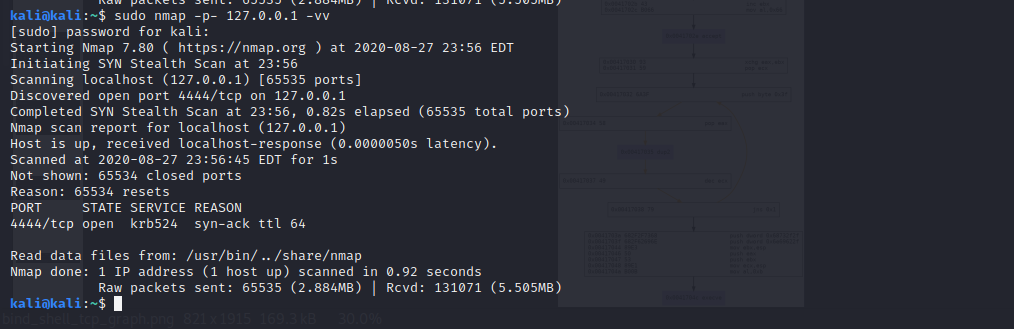 Raw packets sent: 65535 (2.884MB) | Rcvd: 131071 (5.505MB)
kali@kali:~$ sudo nmap -p- 127.0.0.1 -vv
[sudo] password for kali:
Starting Nmap 7.80 ( https://nmap.org ) at 2020-08-27 23:56 EDT
Initiating SYN Stealth Scan at 23:56
Scanning localhost (127.0.0.1) [65535 ports]
Discovered open port 4444/tcp on 127.0.0.1
Completed SYN Stealth Scan at 23:56, 0.82s elapsed (65535 total ports)
Nmap scan report for localhost (127.0.0.1)
Host is up, received localhost-response (0.0000050s latency).
Scanned at 2020-08-27 23:56:45 EDT for 1s
Not shown: 65534 closed ports
Reason: 65534 resets
PORT     STATE SERVICE REASON
4444/tcp open  krb524  syn-ack ttl 64
Read data files from: /usr/bin/../share/nmap
Nmap done: 1 IP address (1 host up) scanned in 0.92 seconds
Raw packets sent: 65535 (2.884MB) | Rcvd: 131071 (5.505MB)
kali@kali:~$
bind_shell_tcp_graph.png 821x1915 169.3 kB 30.0%